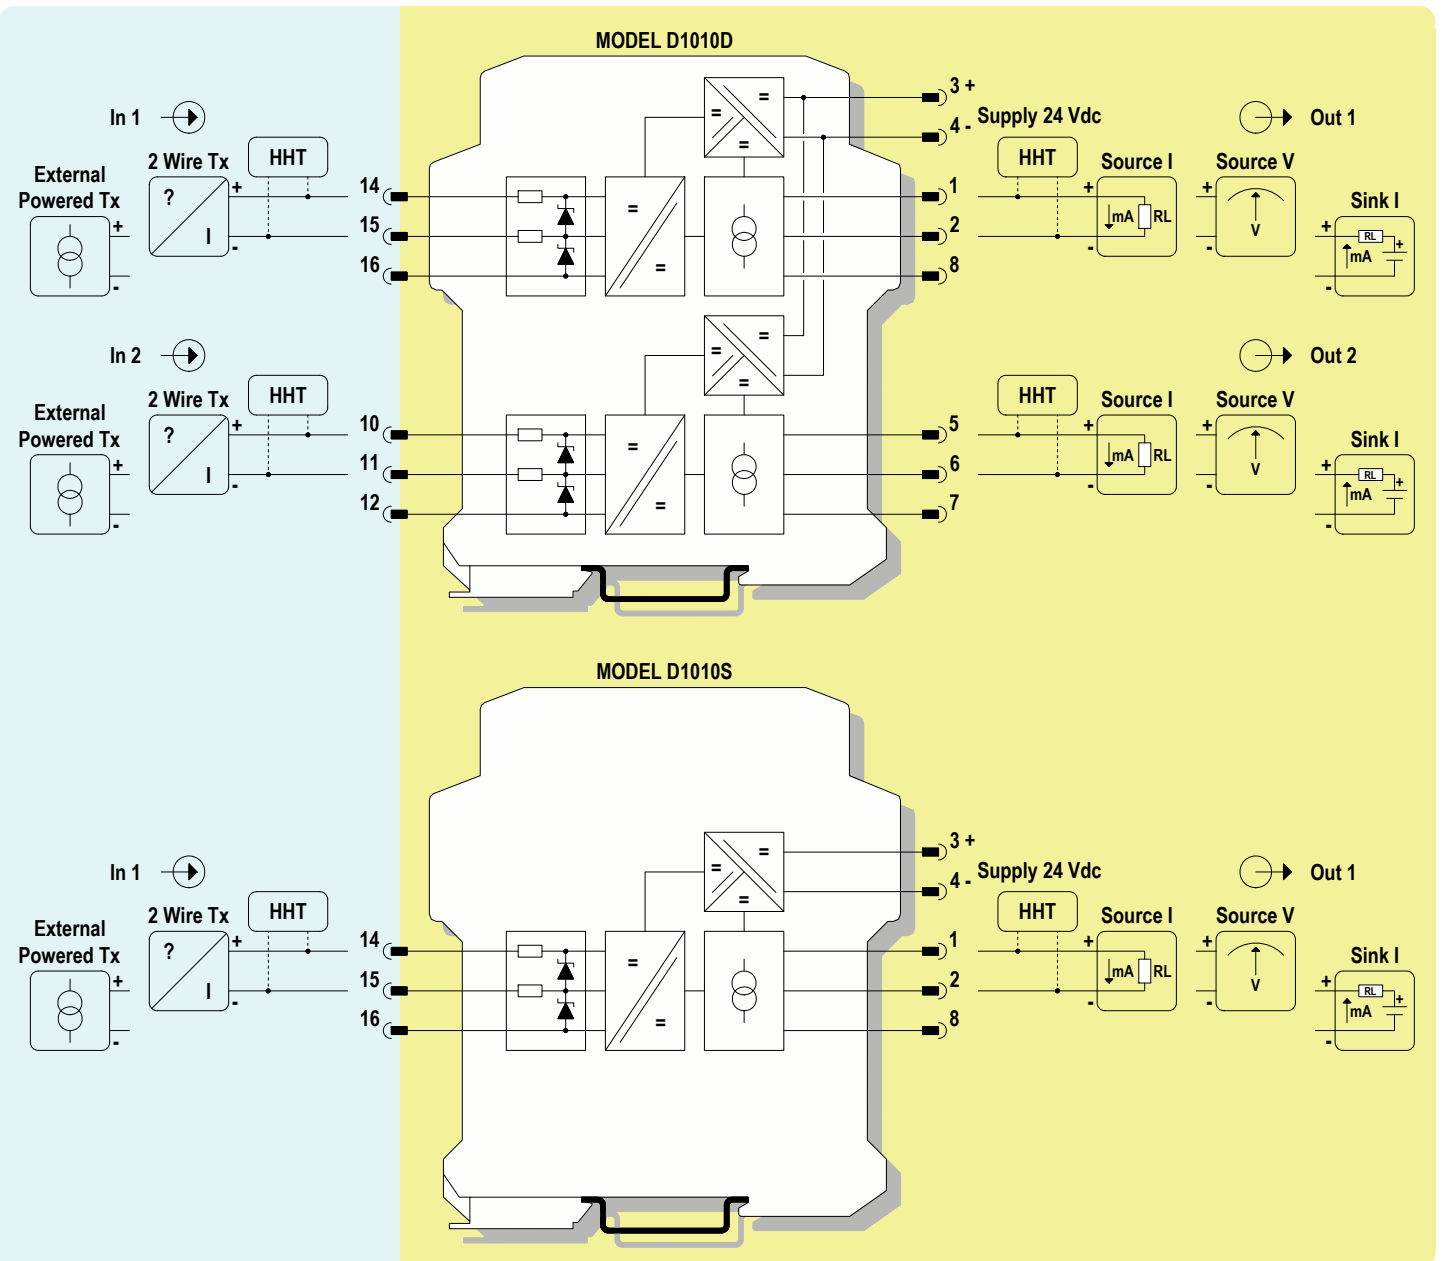 MODEL D1010D
3 +
In 1
Supply 24 Vdc
Out 1
4 -
2 Wire Tx
HHT
HHT
Source I
Source V
External
Powered Tx
Sink I
14
1
+
?
I
-
+
-
15
2
+
mA
RL
-
+
V
-
+
RL
+
mA
-
16
8
= = =
= =
In 2
Out 2
= = =
2 Wire Tx
HHT
HHT
Source I
Source V
External
Powered Tx
Sink I
10
5
+
?
I
-
+
-
11
6
+
mA
RL
-
+
V
-
+
RL
+
mA
-
12
7
= =
MODEL D1010S
3 +
In 1
Supply 24 Vdc
Out 1
4 -
= = =
2 Wire Tx
HHT
HHT
Source I
Source V
External
Powered Tx
Sink I
14
1
+
?
I
-
+
-
15
2
+
mA
RL
-
+
V
-
+
RL
+
mA
-
16
8
= =